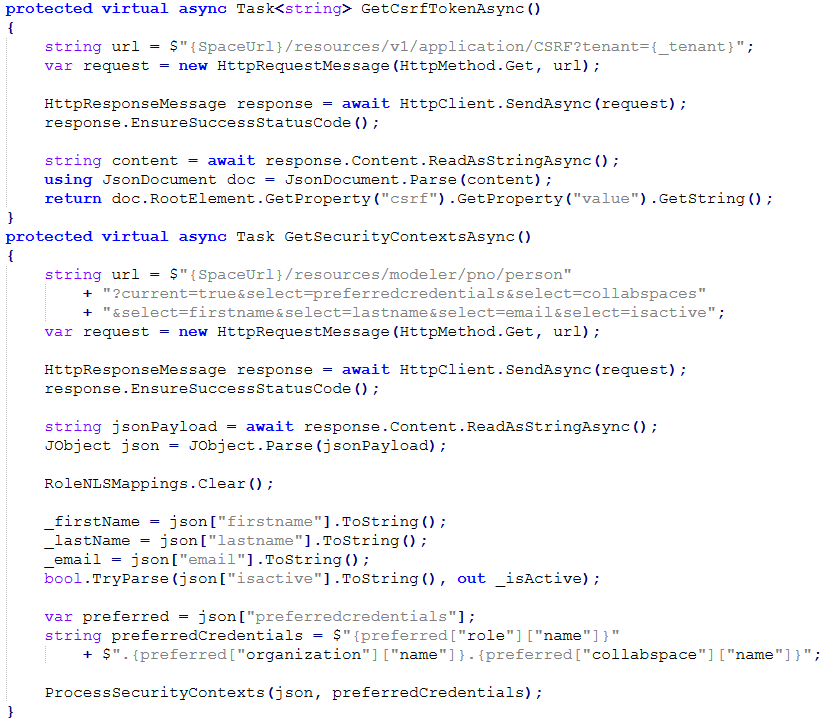 protected virtual async Task<string> GetCsrfTokenAsync()
{
    string url = $"{SpaceUrl}/resources/v1/application/CSRF?tenant={_tenant}";
    var request = new HttpRequestMessage(HttpMethod.Get, url);

    HttpResponseMessage response = await HttpClient.SendAsync(request);
    response.EnsureSuccessStatusCode();

    string content = await response.Content.ReadAsStringAsync();
    using JsonDocument doc = JsonDocument.Parse(content);
    return doc.RootElement.GetProperty("csrf").GetProperty("value").GetString();
}
protected virtual async Task GetSecurityContextsAsync()
{
    string url = $"{SpaceUrl}/resources/modeler/pno/person"
        + "?current=true&select=preferredcredentials&select=collabspaces"
        + "&select=firstname&select=lastname&select=email&select=isactive";
    var request = new HttpRequestMessage(HttpMethod.Get, url);

    HttpResponseMessage response = await HttpClient.SendAsync(request);
    response.EnsureSuccessStatusCode();

    string jsonPayload = await response.Content.ReadAsStringAsync();
    JObject json = JObject.Parse(jsonPayload);

    RoleNLSMappings.Clear();

    _firstName = json["firstname"].ToString();
    _lastName = json["lastname"].ToString();
    _email = json["email"].ToString();
    bool.TryParse(json["isactive"].ToString(), out _isActive);

    var preferred = json["preferredcredentials"];
    string preferredCredentials = $"{preferred["role"]["name"]}"
        + $".{preferred["organization"]["name"]}.{preferred["collabspace"]["name"]}";

    ProcessSecurityContexts(json, preferredCredentials);
}